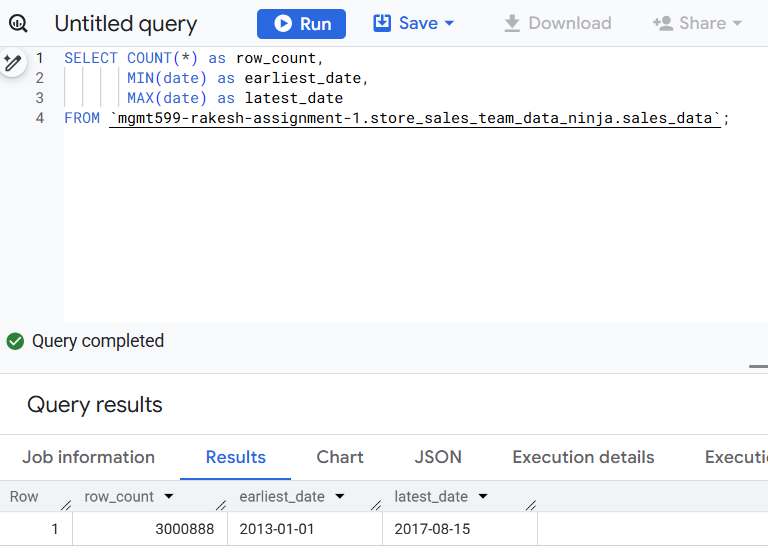 Untitled query Run Save Download Share
1 SELECT COUNT(*) as row_count,
2 MIN(date) as earliest_date,
3 MAX(date) as latest_date
4 FROM `mgmt599-rakesh-assignment-1.store_sales_team_data_ninja.sales_data`;
Query completed
Query results
Job information Results Chart JSON Execution details Executi
Row row_count earliest_date latest_date
1 3000888 2013-01-01 2017-08-15